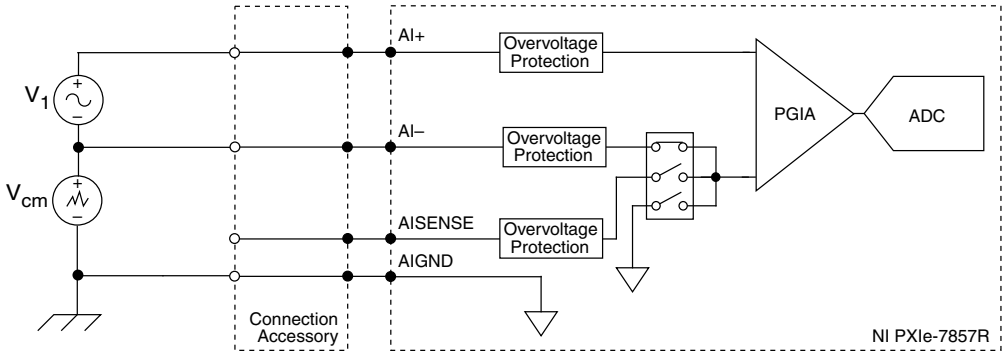 AI+
Overvoltage
Protection
V1
+
−
PGIA
ADC
AI–
Overvoltage
Protection
Vcm
+
−
AISENSE
Overvoltage
Protection
AIGND
Connection
Accessory
NI PXIe-7857R